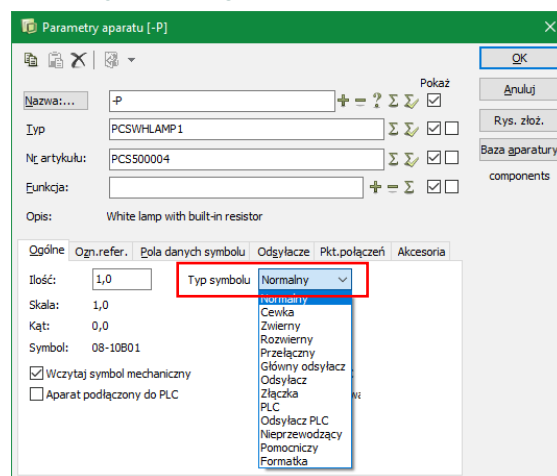 Parametry aparatu [-P]
OK
Pokaż
Nazwa:...
-P
Anuluj
Typ
PCSWHLAMP1
Rys. złoż.
Nr artykułu:
PCS500004
Baza aparatury
Funkcja:
components
Opis: White lamp with built-in resistor
Ogólne Ozn.refer. Pola danych symbolu Odsyłacze Pkt.połączeń Akcesoria
Ilość: 1,0 Typ symbolu Normalny
Normalny
Skala: 1,0
Cewka
Zwierny
Kąt: 0,0
Rozwierny
Przełączny
Symbol: 08-10B01
Główny odsyłacz
Wczytaj symbol mechaniczny
Odsyłacz
Złączka
Aparat podłączony do PLC
PLC
Odsyłacz PLC
Nieprzewodzący
Pomocniczy
Formatka